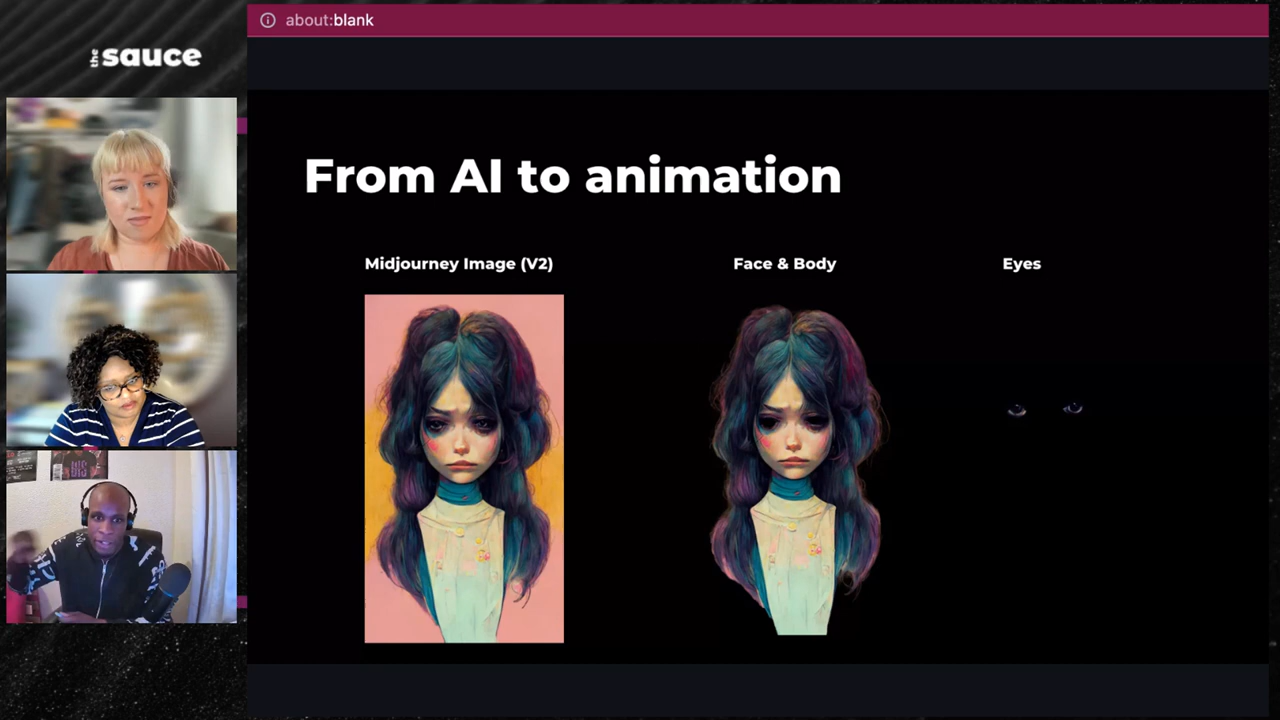 about:blank
the sauce
From AI to animation
Midjourney Image (V2)
Face & Body
Eyes